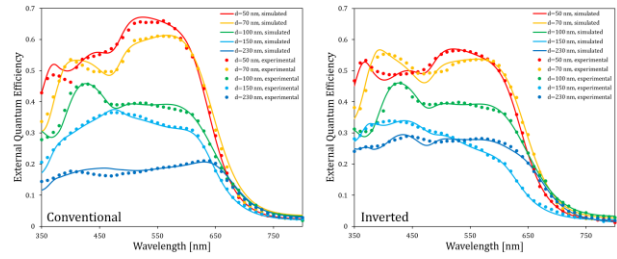 d=50 nm, simulated
d=70 nm, simulated
d=100 nm, simulated
d=150 nm, simulated
d=230 nm, simulated
d=50 nm, experimental
d=70 nm, experimental
d=100 nm, experimental
d=150 nm, experimental
d=230 nm, experimental
0.7
0.6
0.5
0.4
0.3
0.2
0.1
0
External Quantum Efficiency
Conventional
350 450 550 650 750
Wavelength [nm]
d=50 nm, simulated
d=70 nm, simulated
d=100 nm, simulated
d=150 nm, simulated
d=230 nm, simulated
d=50 nm, experimental
d=70 nm, experimental
d=100 nm, experimental
d=150 nm, experimental
d=230 nm, experimental
0.7
0.6
0.5
0.4
0.3
0.2
0.1
0
External Quantum Efficiency
Inverted
350 450 550 650 750
Wavelength [nm]